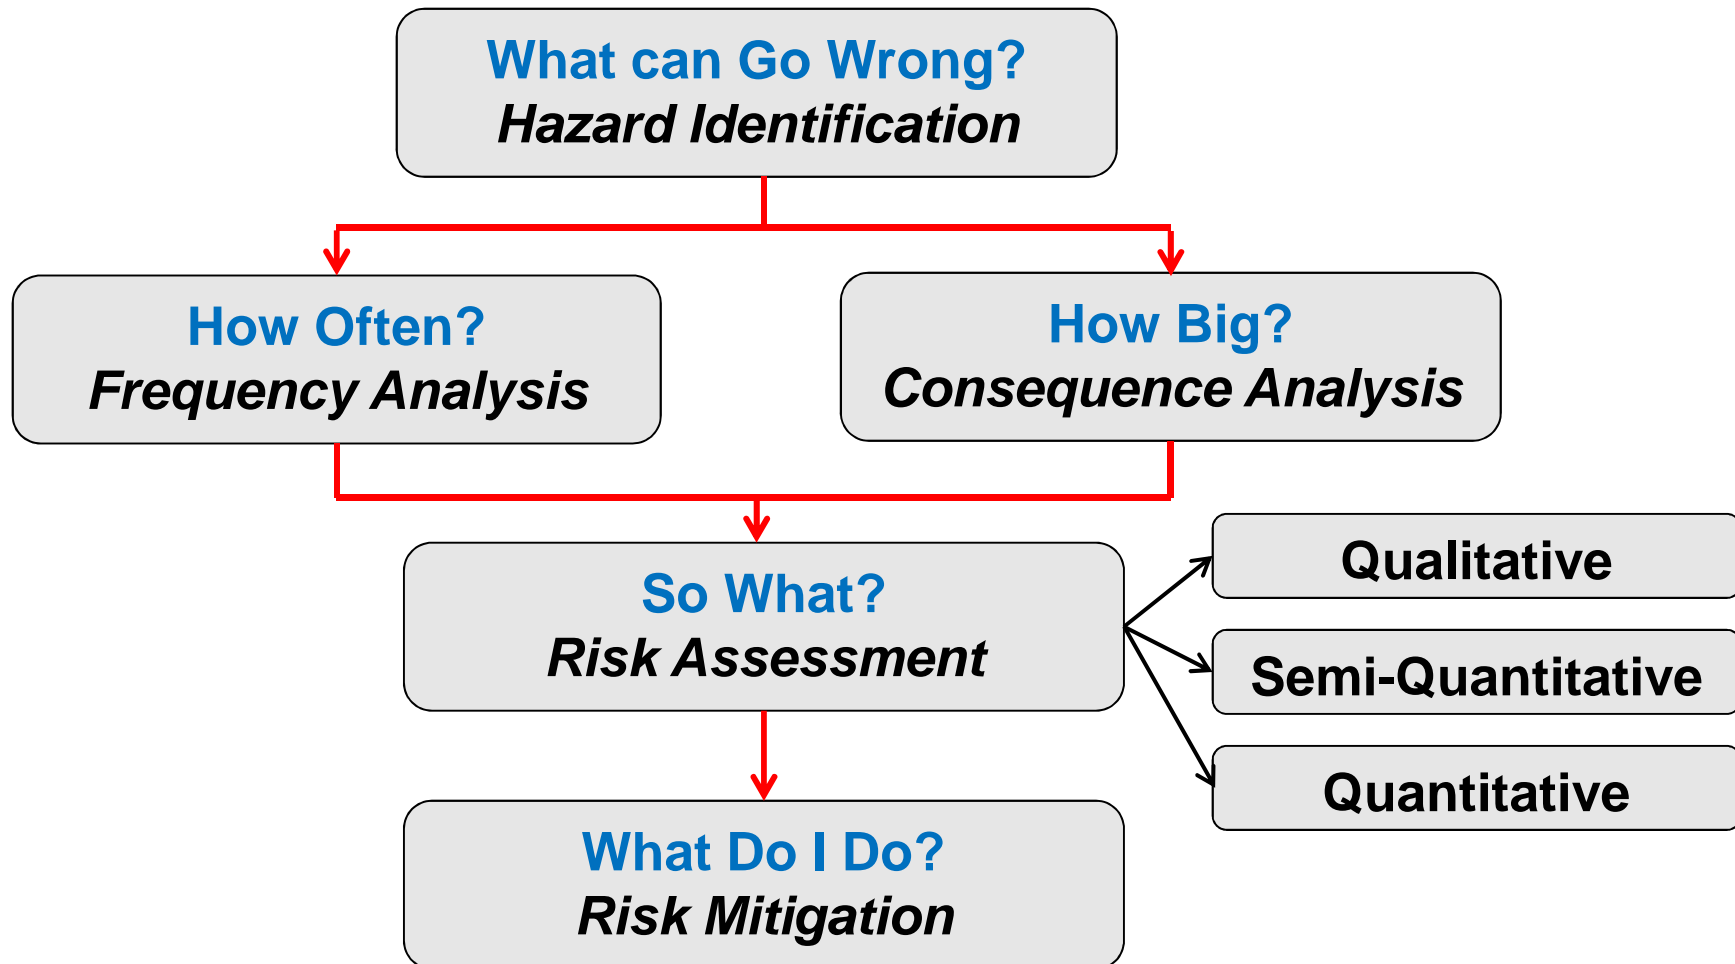 What can Go Wrong?
Hazard Identification
How Often?
Frequency Analysis
How Big?
Consequence Analysis
So What?
Risk Assessment
Qualitative
Semi-Quantitative
Quantitative
What Do I Do?
Risk Mitigation